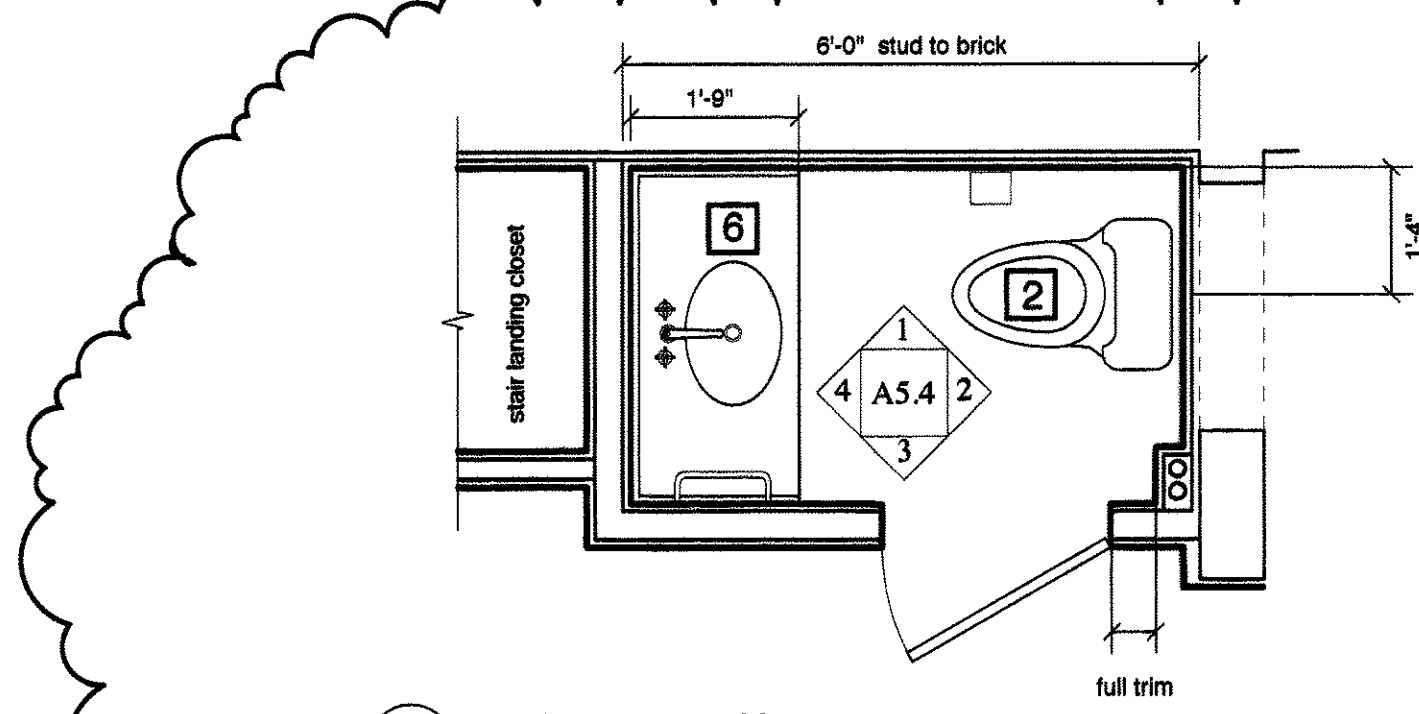 6'-0" stud to brick
1'-9"
1'-4"
stair landing closet
6
2
1
4 A5.4 2
3
full trim